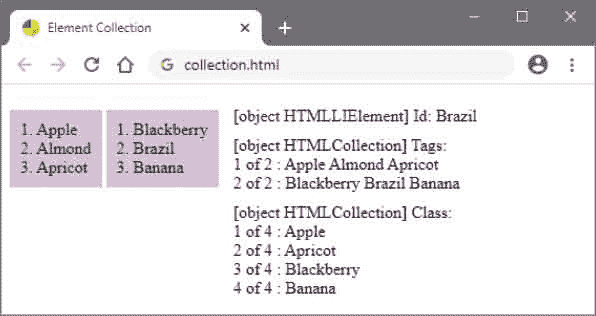 Element Collection
collection.html
1. Apple
2. Almond
3. Apricot
1. Blackberry
2. Brazil
3. Banana
[object HTMLLIElement] Id: Brazil
[object HTMLCollection] Tags:
1 of 2 : Apple Almond Apricot
2 of 2 : Blackberry Brazil Banana
[object HTMLCollection] Class:
1 of 4 : Apple
2 of 4 : Apricot
3 of 4 : Blackberry
4 of 4 : Banana